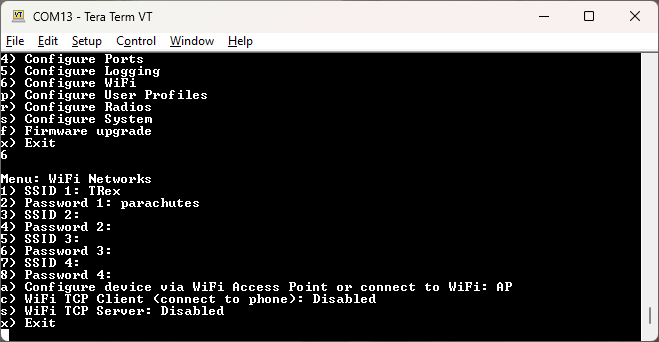 COM13 - Tera Term VT
File Edit Setup Control Window Help
4) Configure Ports
5) Configure Logging
6) Configure WiFi
p) Configure User Profiles
r) Configure Radios
s) Configure System
f) Firmware upgrade
x) Exit
6
Menu: WiFi Networks
1) SSID 1: TRex
2) Password 1: parachutes
3) SSID 2:
4) Password 2:
5) SSID 3:
6) Password 3:
7) SSID 4:
8) Password 4:
a) Configure device via WiFi Access Point or connect to WiFi: AP
c) WiFi TCP Client (connect to phone): Disabled
s) WiFi TCP Server: Disabled
x) Exit